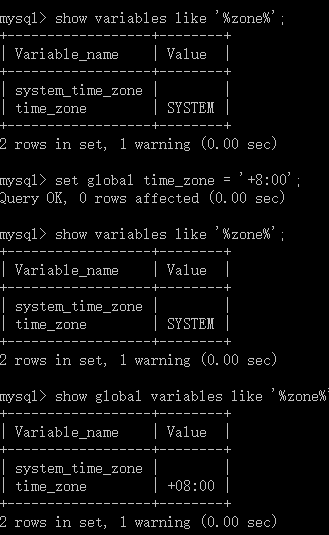 mysql> show variables like '%zone%';
+------------------+--------+
| Variable_name    | Value  |
+------------------+--------+
| system_time_zone |        |
| time_zone        | SYSTEM |
+------------------+--------+
2 rows in set, 1 warning (0.00 sec)
mysql> set global time_zone = '+8:00';
Query OK, 0 rows affected (0.00 sec)
mysql> show variables like '%zone%';
+------------------+--------+
| Variable_name    | Value  |
+------------------+--------+
| system_time_zone |        |
| time_zone        | SYSTEM |
+------------------+--------+
2 rows in set, 1 warning (0.00 sec)
mysql> show global variables like '%zone%'
+------------------+--------+
| Variable_name    | Value  |
+------------------+--------+
| system_time_zone |        |
| time_zone        | +08:00 |
+------------------+--------+
2 rows in set, 1 warning (0.00 sec)